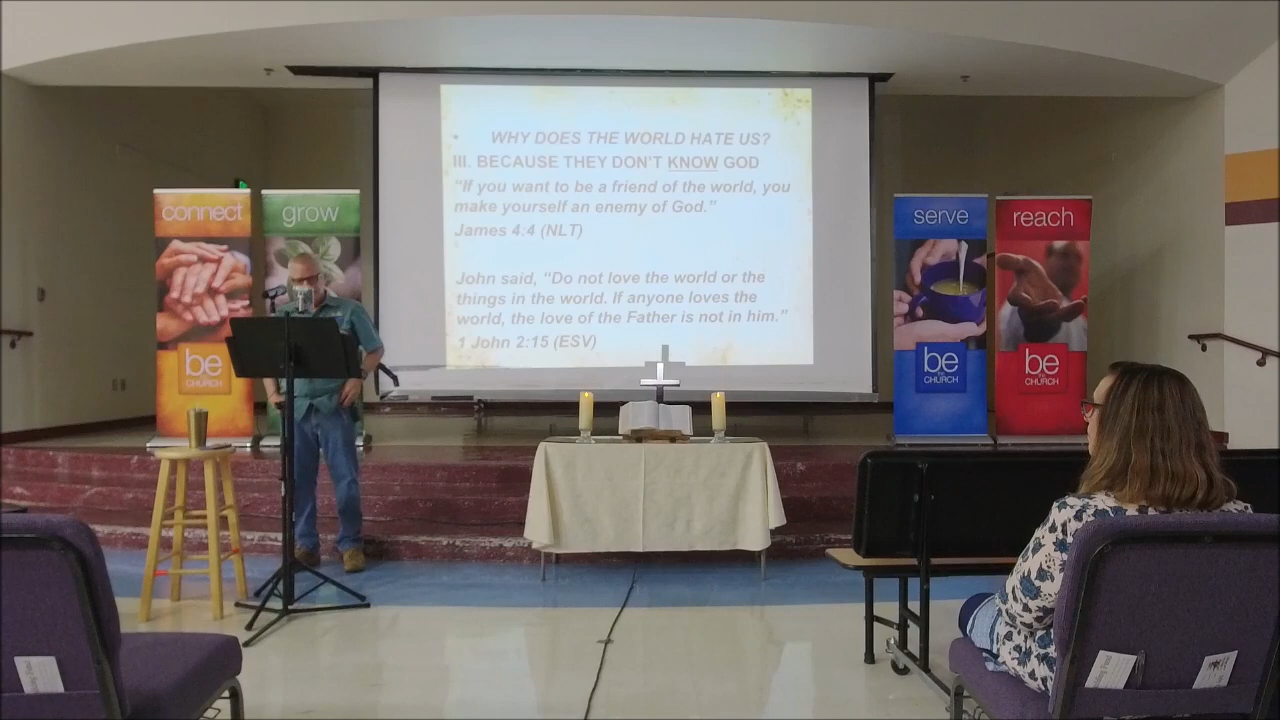 WHY DOES THE WORLD HATE US?
III. BECAUSE THEY DON'T KNOW GOD
"If you want to be a friend of the world, you
make yourself an enemy of God."
James 4:4 (NLT)
John said, "Do not love the world or the
things in the world. If anyone loves the
world, the love of the Father is not in him."
1 John 2:15 (ESV)
connect
be
CHURCH
grow
serve
be
the
CHURCH
reach
be
the
CHURCH